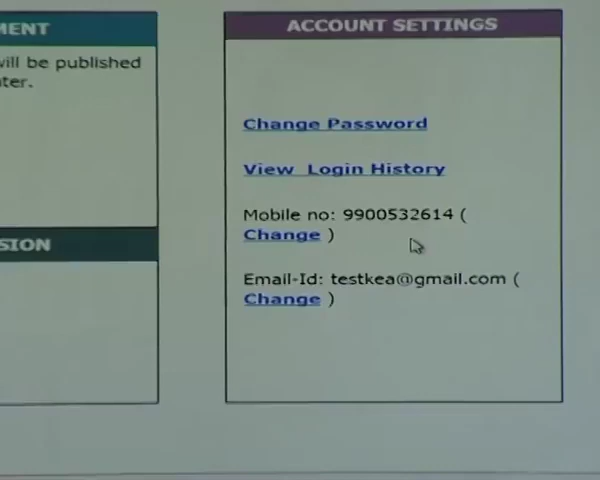 MENT
will be published
ter.
SION
ACCOUNT SETTINGS
Change Password
View Login History
Mobile no: 9900532614 (
Change )
Email-Id: testkea@gmail.com (
Change )